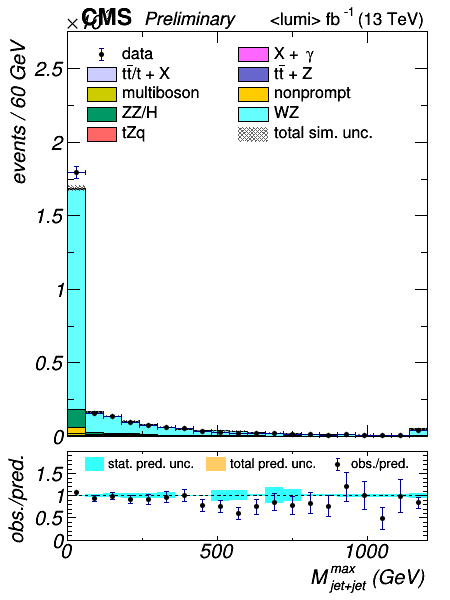 CMS Preliminary <lumi> fb⁻¹ (13 TeV)
events / 60 GeV
2.5
2
1.5
1
0.5
0
data
X + γ
tt̄/t + X
tt̄ + Z
multiboson
nonprompt
ZZ/H
WZ
tZq
total sim. unc.
obs./pred.
1.5
1
0.5
0
stat. pred. unc.
total pred. unc.
obs./pred.
0 500 1000
M^max_jet+jet (GeV)